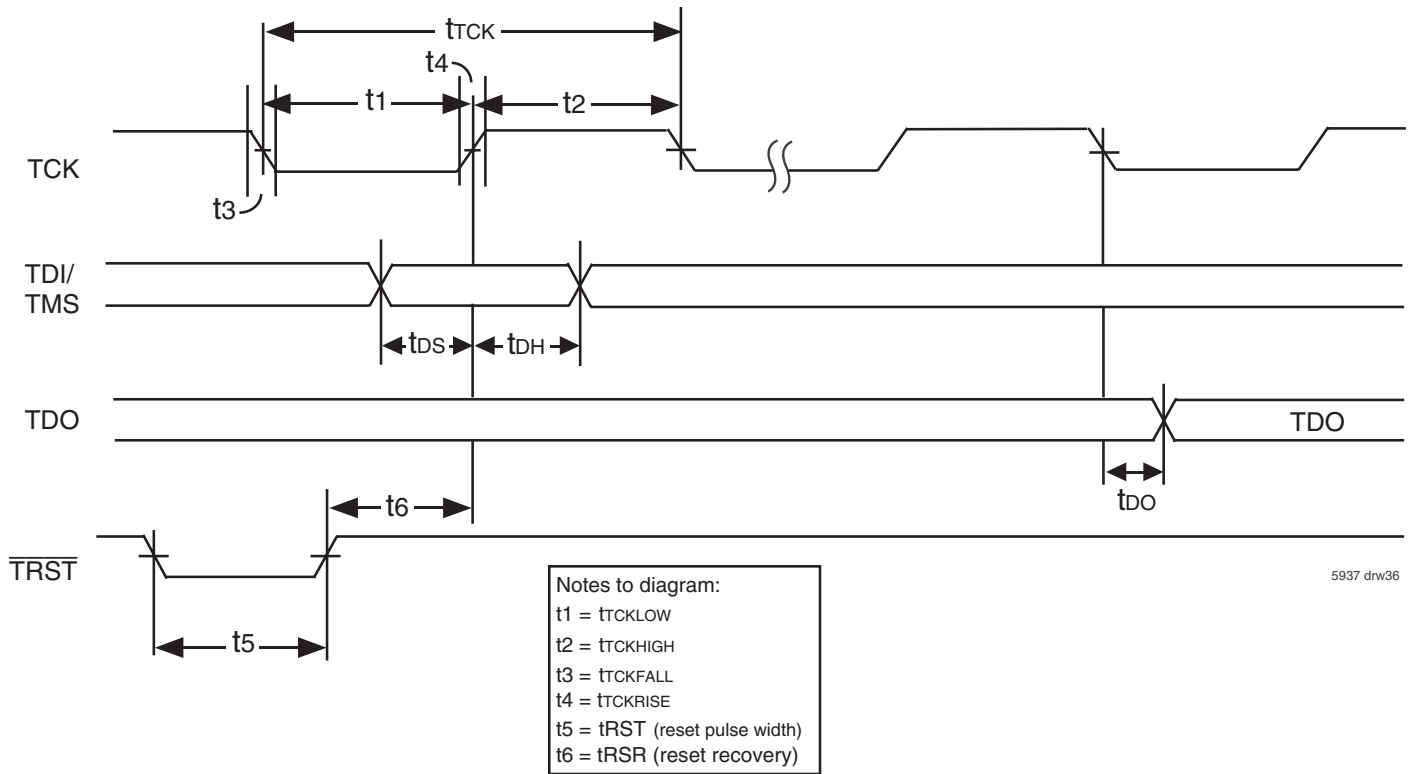 tTCK
t4
t1
t2
TCK
t3
TDI/
TMS
tDS
tDH
TDO
TDO
tDO
t6
TRST
5937 drw36
t5
Notes to diagram:
t1 = tTCKLOW
t2 = tTCKHIGH
t3 = tTCKFALL
t4 = tTCKRISE
t5 = tRST (reset pulse width)
t6 = tRSR (reset recovery)